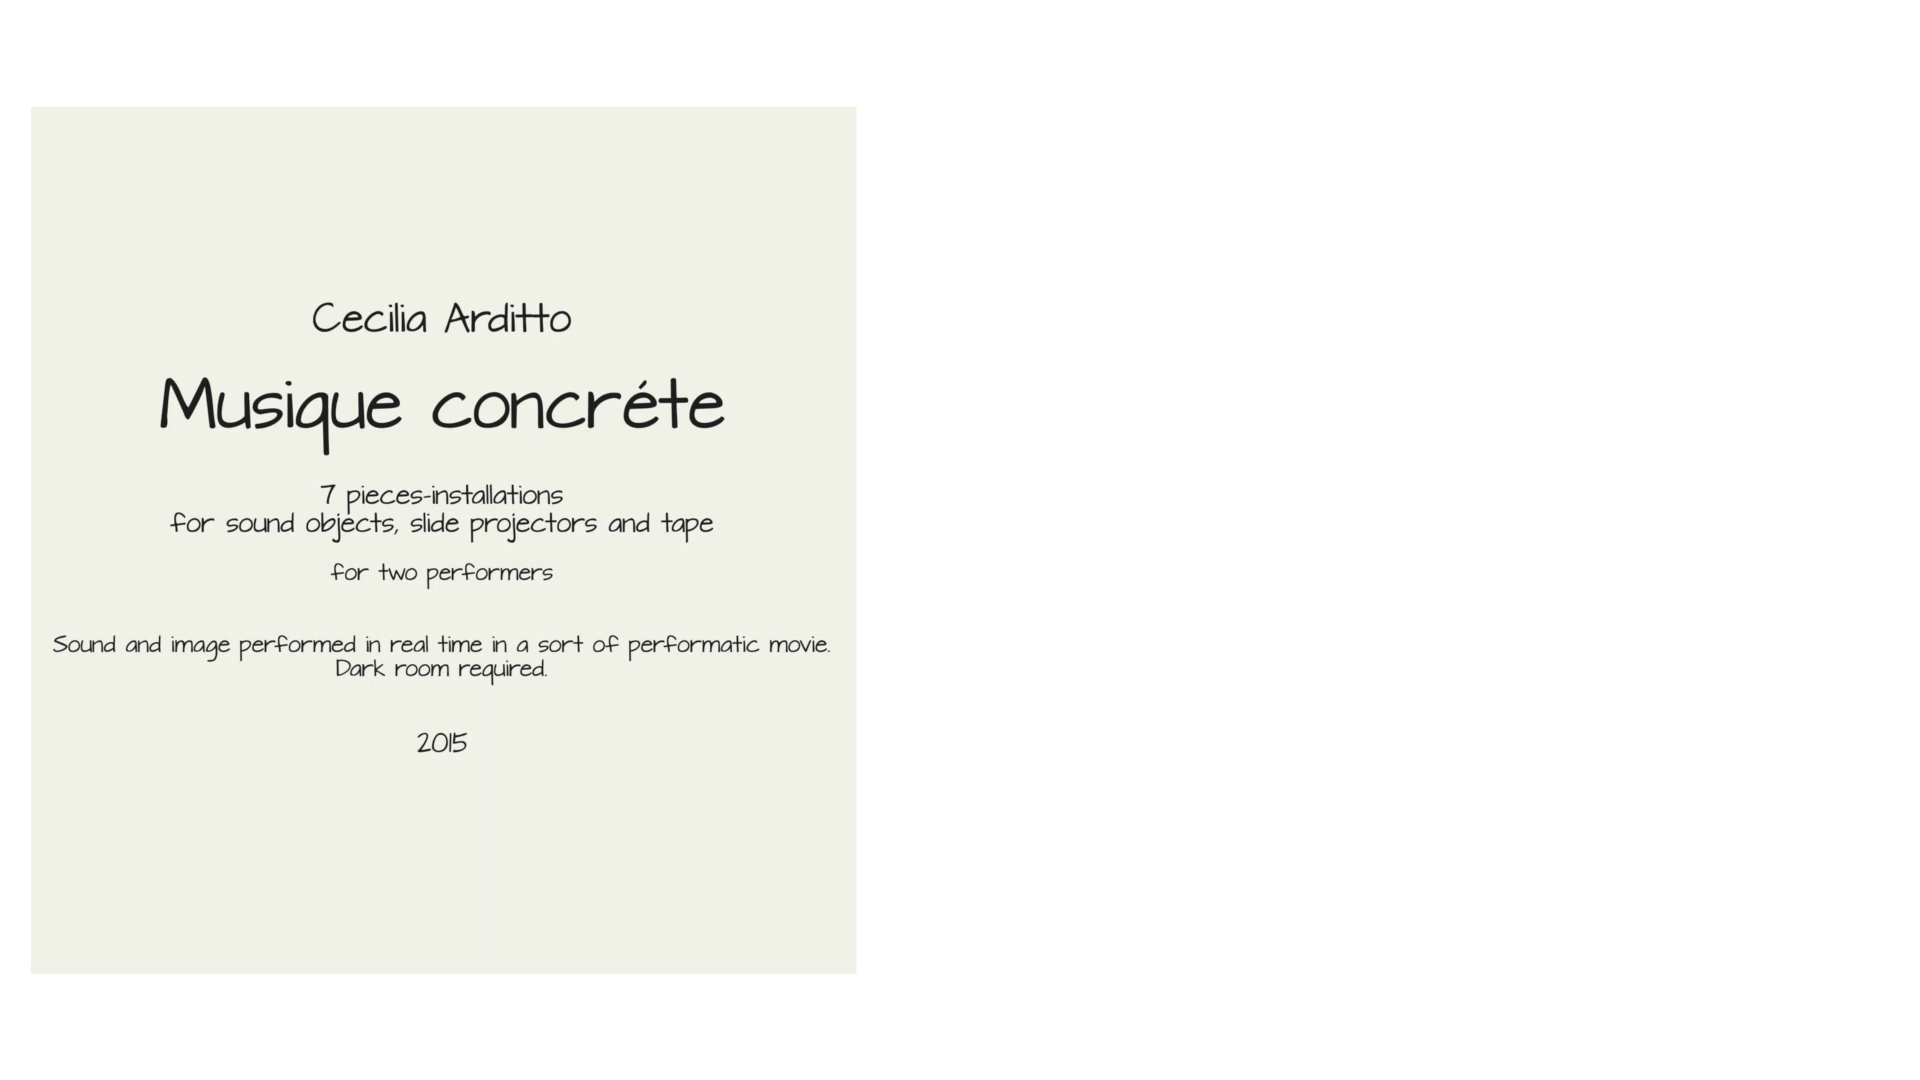 Cecilia Arditto
Musique concréte
7 pieces-installations
for sound objects, slide projectors and tape
for two performers
Sound and image performed in real time in a sort of performatic movie.
Dark room required.
2015